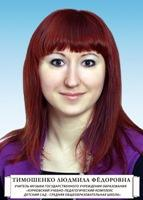 ТИМОШЕНКО ЛЮДМИЛА ФЁДОРОВНА
УЧИТЕЛЬ МУЗЫКИ ГОСУДАРСТВЕННОГО УЧРЕЖДЕНИЯ ОБРАЗОВАНИЯ
УЧЕБНО-ПЕДАГОГИЧЕСКИЙ КОМПЛЕКС
ДЕТСКИЙ САД - СРЕДНЯЯ ОБЩЕОБРАЗОВАТЕЛЬНАЯ ШКОЛА»